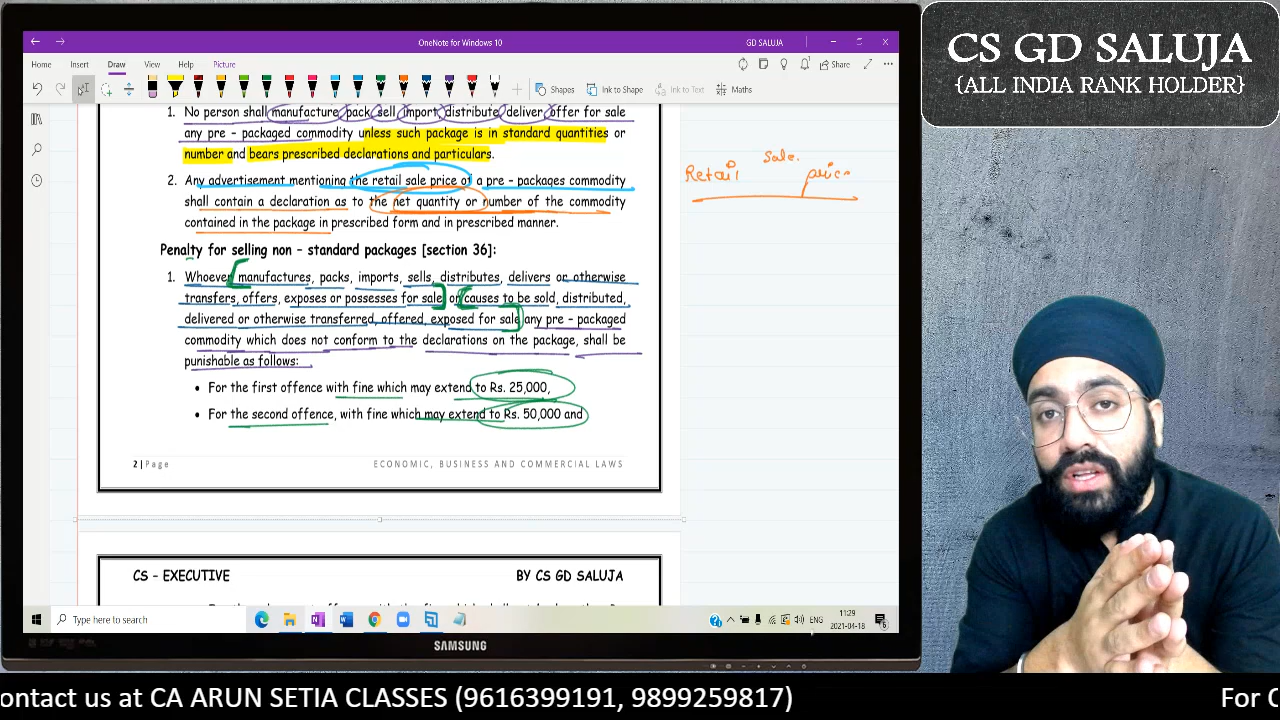 OneNote for Windows 10
GD SALUJA
Home Insert Draw View Help Picture
Share
Shapes Ink to Shape Ink to Text Maths
1. No person shall manufacture, pack, sell, import, distribute, deliver, offer for sale
any pre - packaged commodity unless such package is in standard quantities or
number and bears prescribed declarations and particulars.
2. Any advertisement mentioning the retail sale price of a pre - packages commodity
shall contain a declaration as to the net quantity or number of the commodity
contained in the package in prescribed form and in prescribed manner.
Retail sale price
Penalty for selling non - standard packages [section 36]:
1. Whoever manufactures, packs, imports, sells, distributes, delivers or otherwise
transfers, offers, exposes or possesses for sale or causes to be sold, distributed,
delivered or otherwise transferred, offered, exposed for sale any pre - packaged
commodity which does not conform to the declarations on the package, shall be
punishable as follows:
• For the first offence with fine which may extend to Rs. 25,000,
• For the second offence, with fine which may extend to Rs. 50,000 and
2 | Page
ECONOMIC, BUSINESS AND COMMERCIAL LAWS
CS - EXECUTIVE
BY CS GD SALUJA
Type here to search
ENG
11:29
2021-04-18
SAMSUNG
CS GD SALUJA
{ALL INDIA RANK HOLDER}
ontact us at CA ARUN SETIA CLASSES (9616399191, 9899259817)
For C